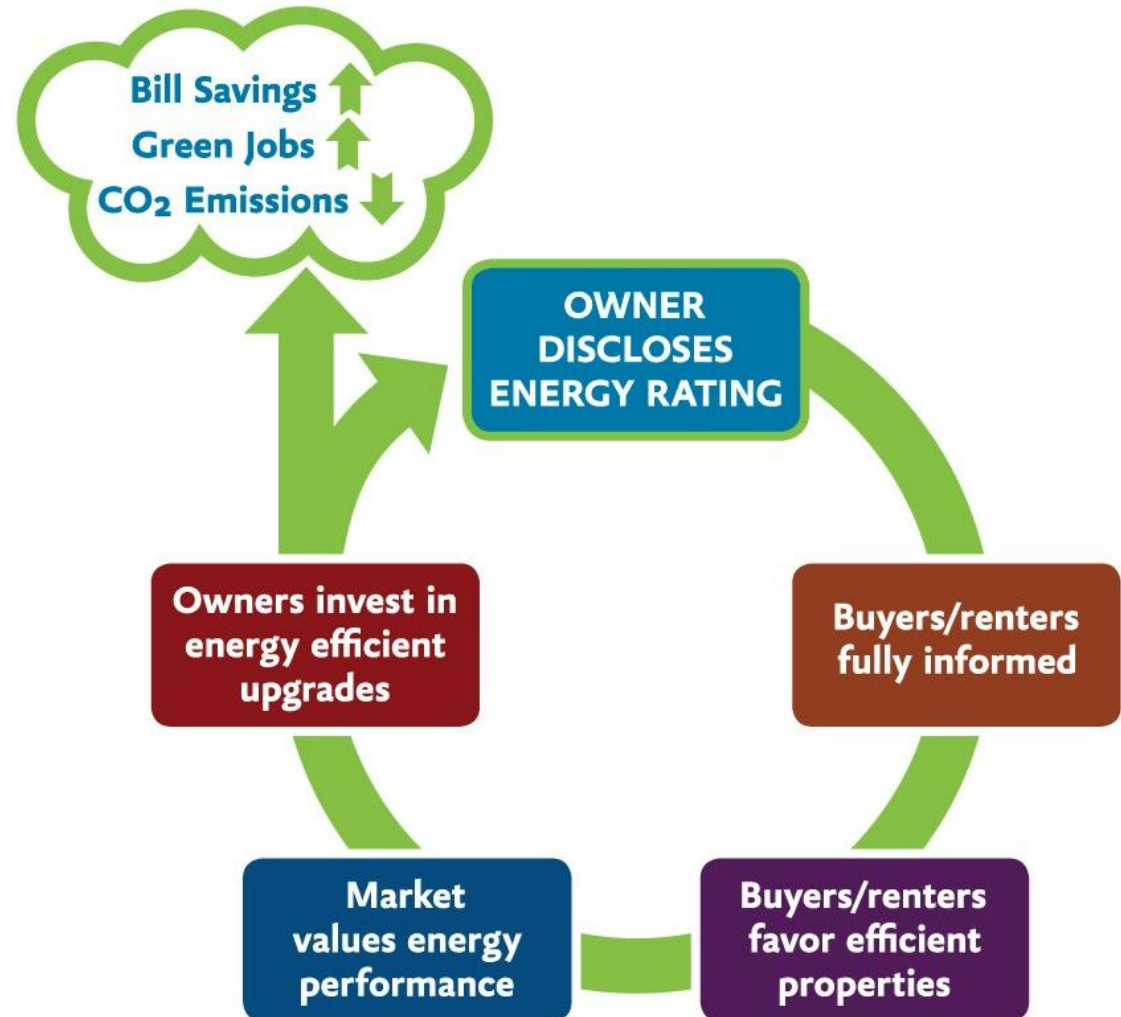 Bill Savings
Green Jobs
CO₂ Emissions
OWNER
DISCLOSES
ENERGY RATING
Buyers/renters
fully informed
Buyers/renters
favor efficient
properties
Market
values energy
performance
Owners invest in
energy efficient
upgrades